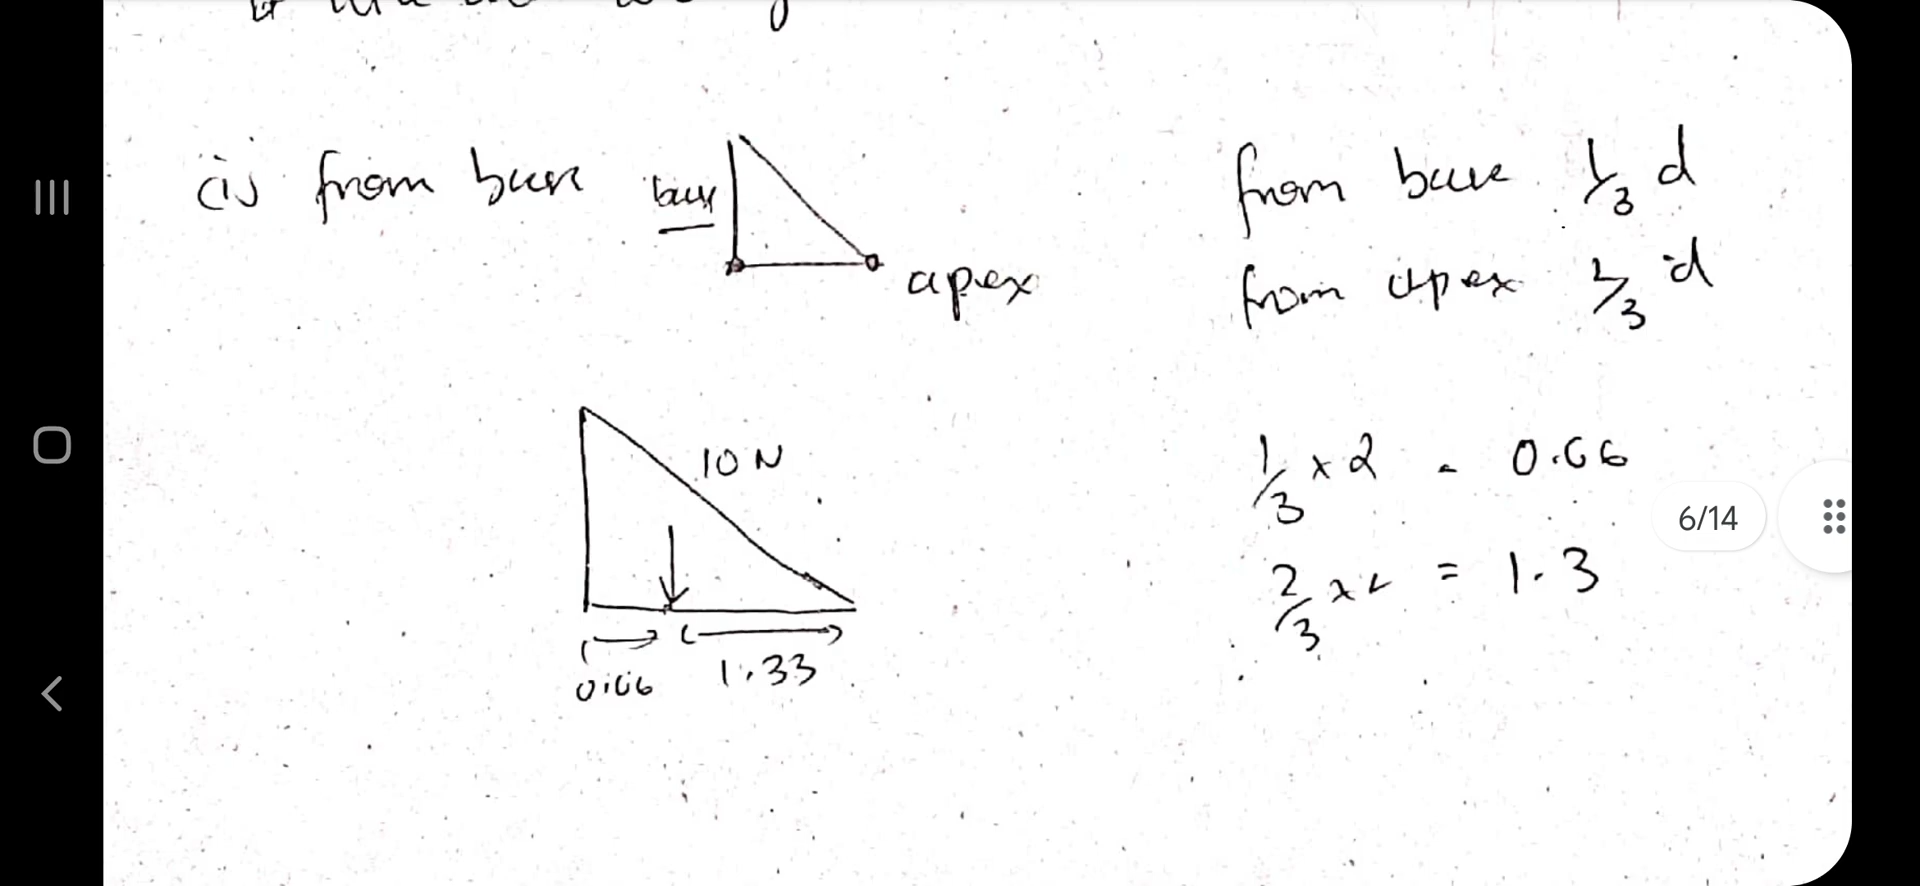 (i) from base
base
apex
from base 1/3 d
from apex 2/3 d
10 N
0.66
1.33
1/3 x 2 = 0.66
2/3 x 2 = 1.3
6/14